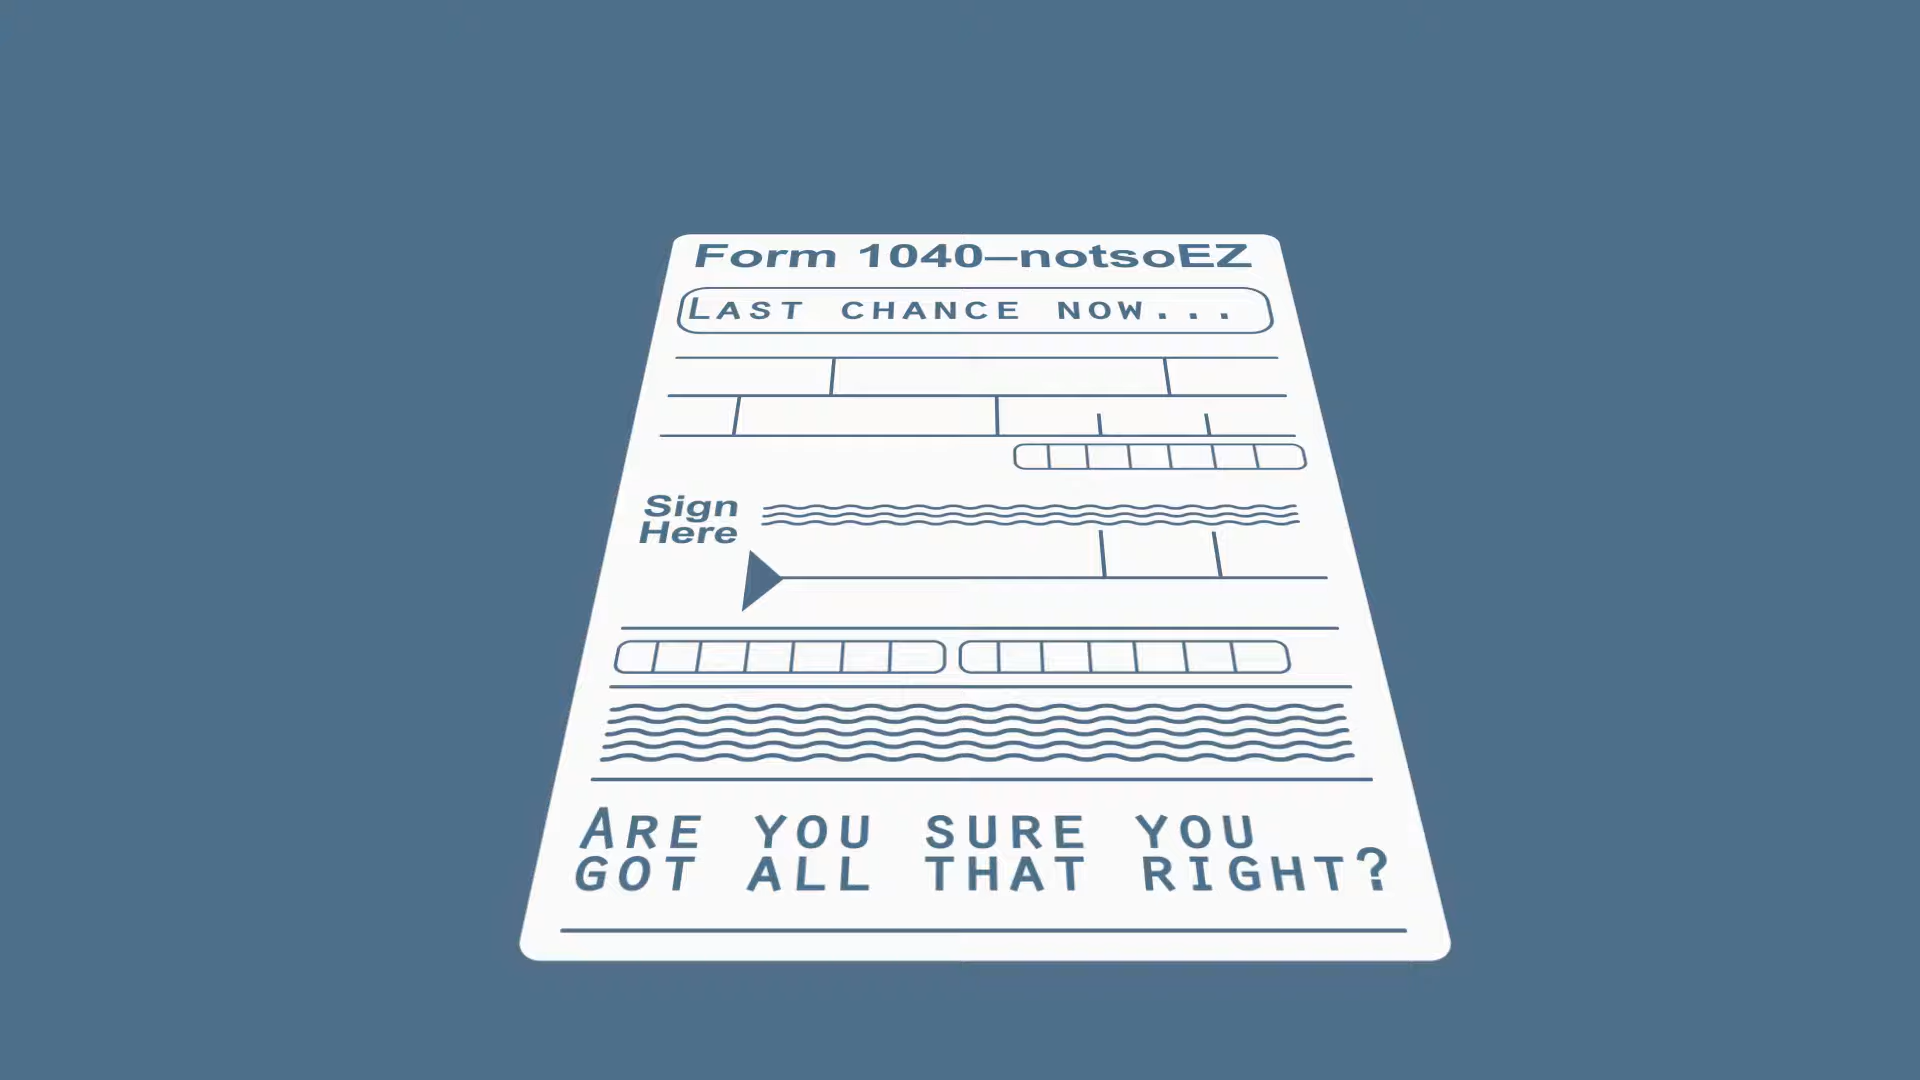 Form 1040–notsoEZ
LAST CHANCE NOW...
Sign
Here
ARE YOU SURE YOU
GOT ALL THAT RIGHT?